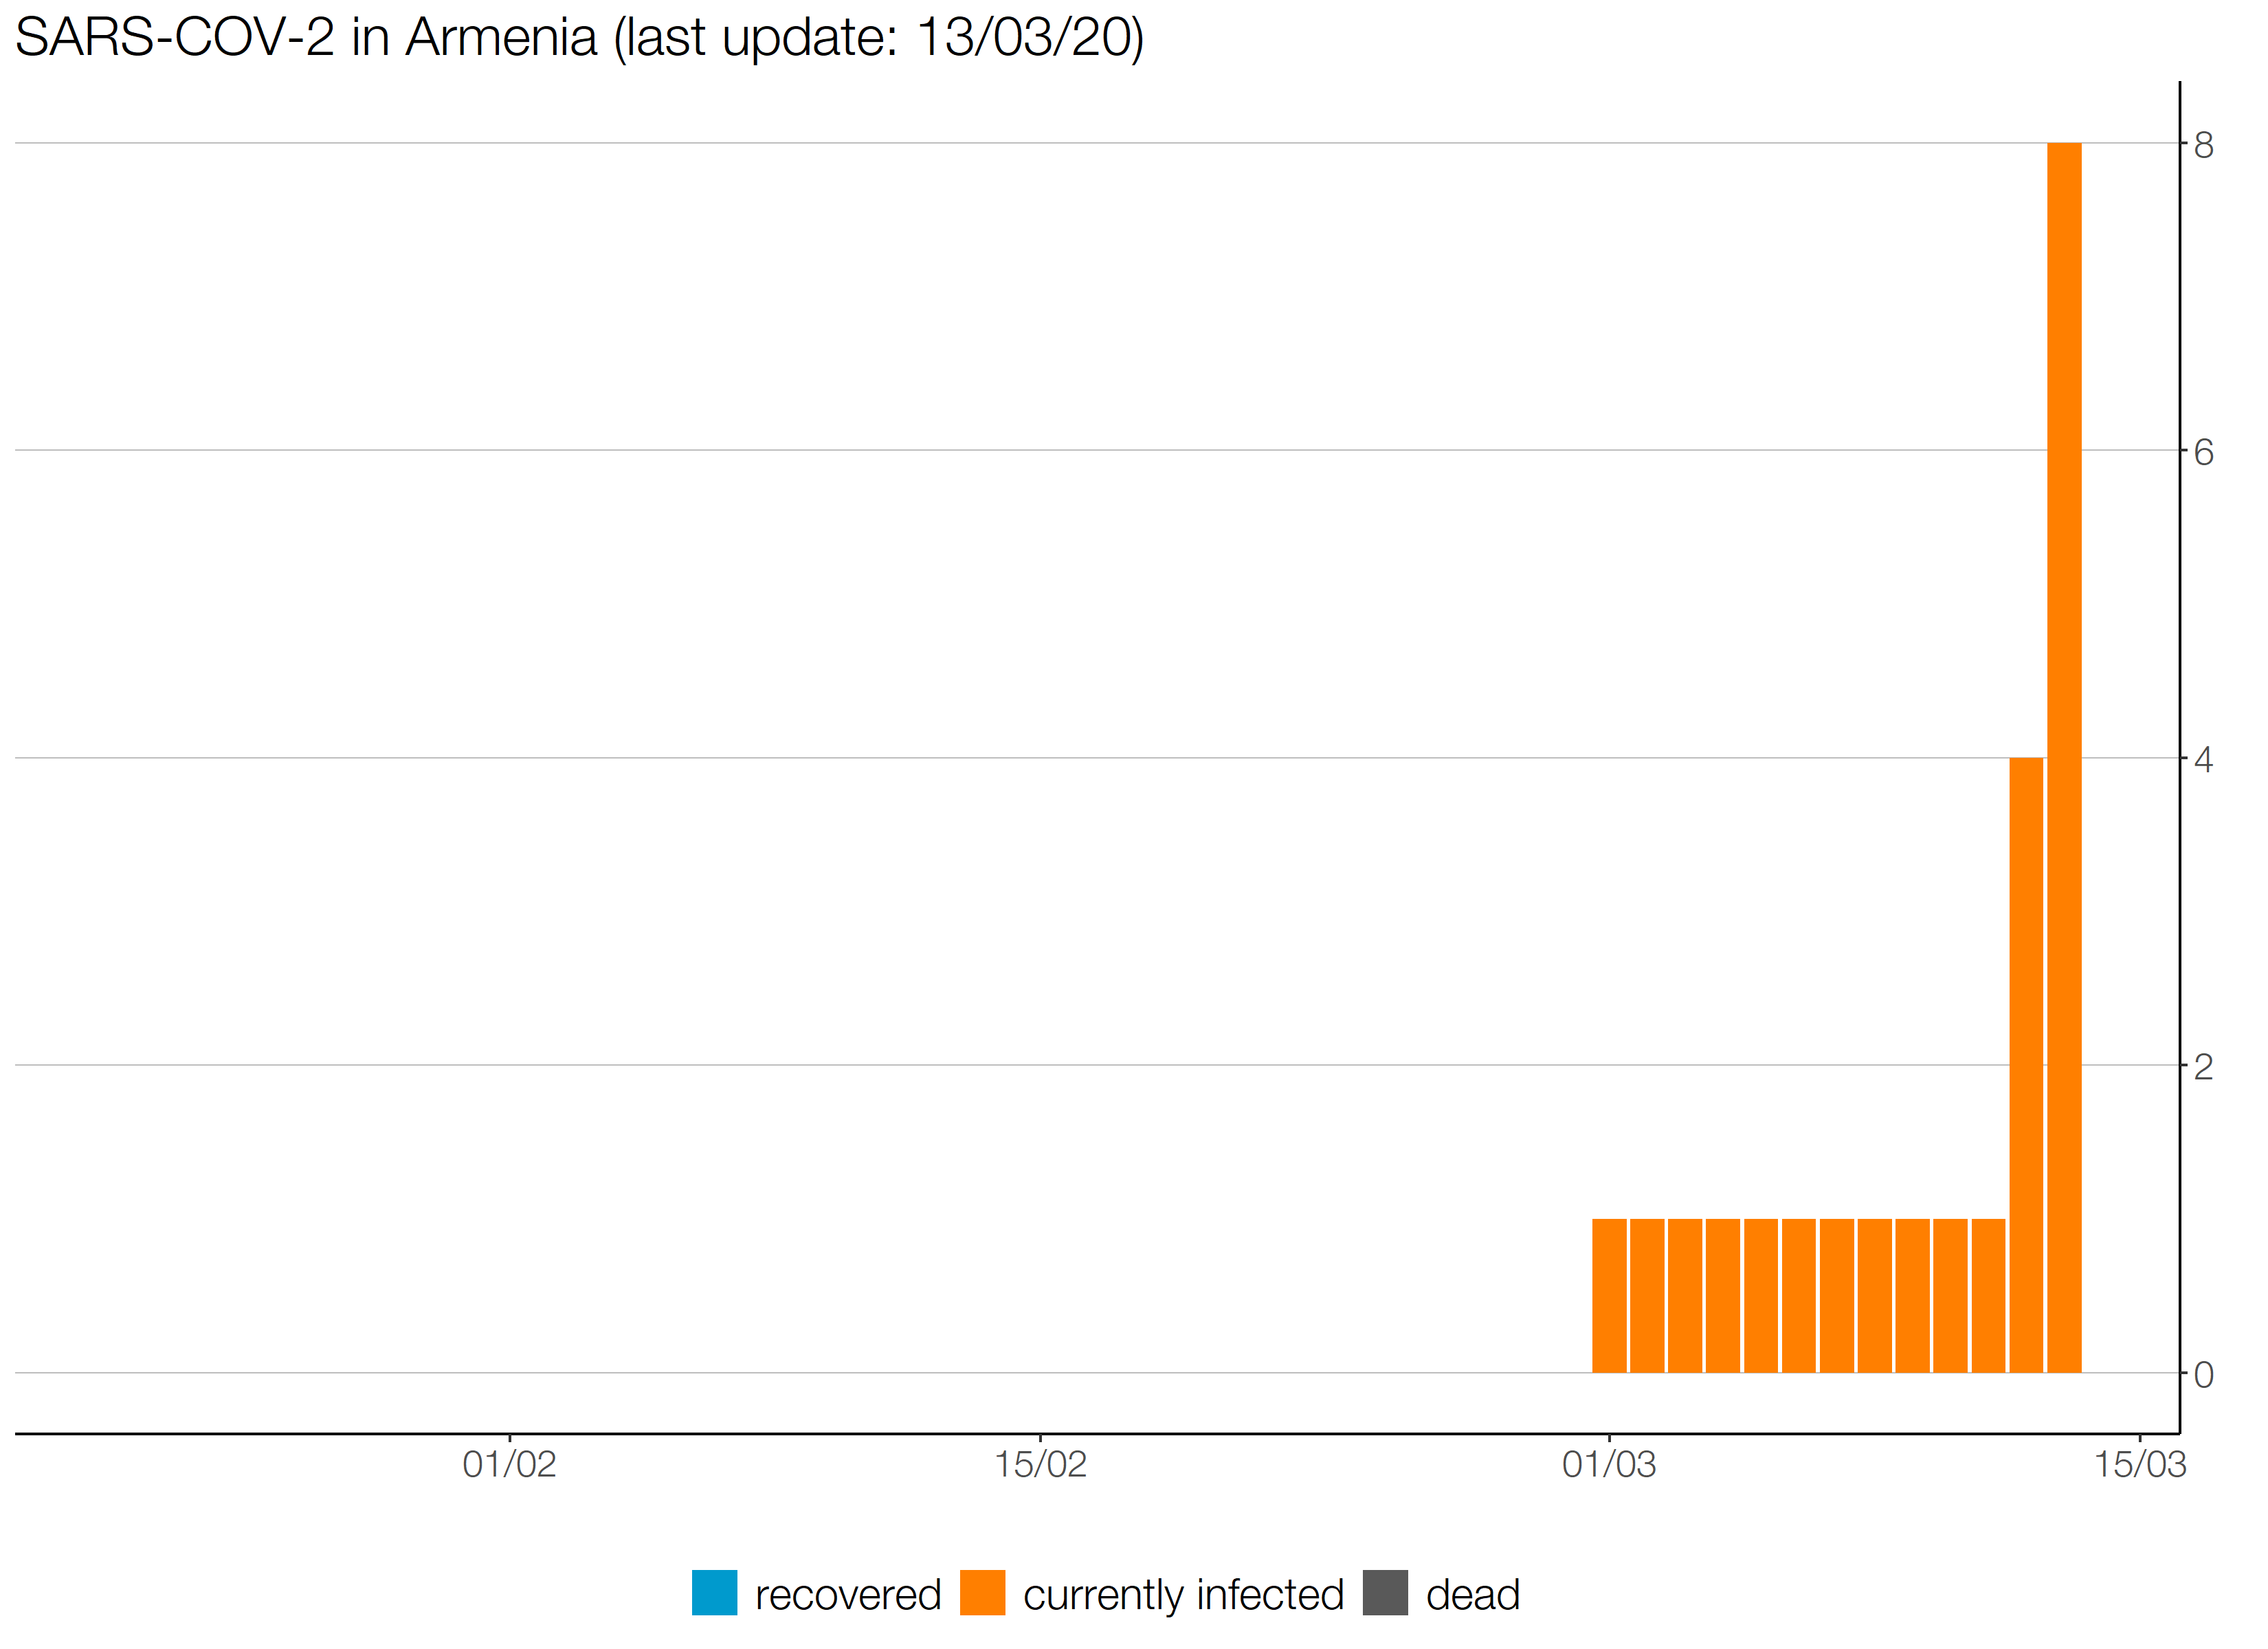 SARS-COV-2 in Armenia (last update: 13/03/20)
8
6
4
2
0
01/02 15/02 01/03 15/03
recovered currently infected dead